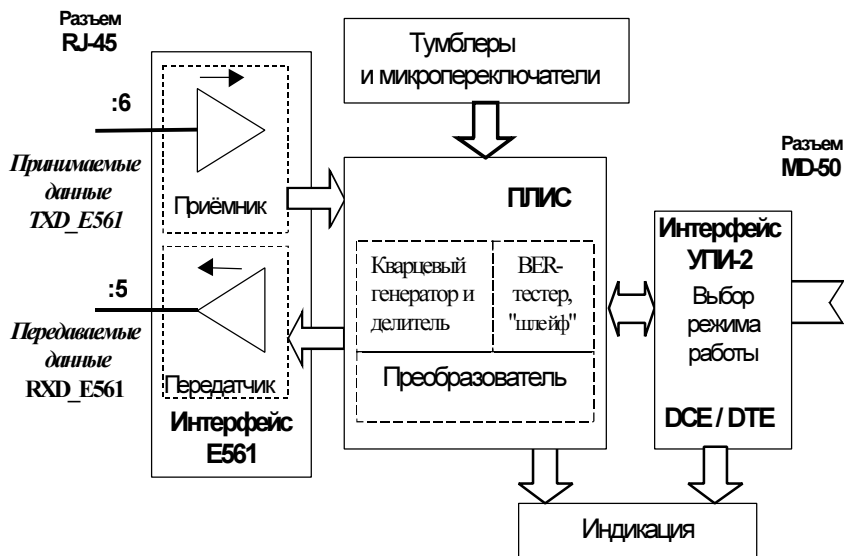 Разъем
RJ-45
:6
Принимаемые
данные
TXD_E561
Приёмник
:5
Передаваемые
данные
RXD_E561
Передатчик
Интерфейс
E561
Тумблеры
и микропереключатели
ПЛИС
Кварцевый
генератор и
делитель
BER-
тестер,
"шлейф"
Преобразователь
Разъем
MD-50
Интерфейс
УПИ-2
Выбор
режима
работы
DCE / DTE
Индикация